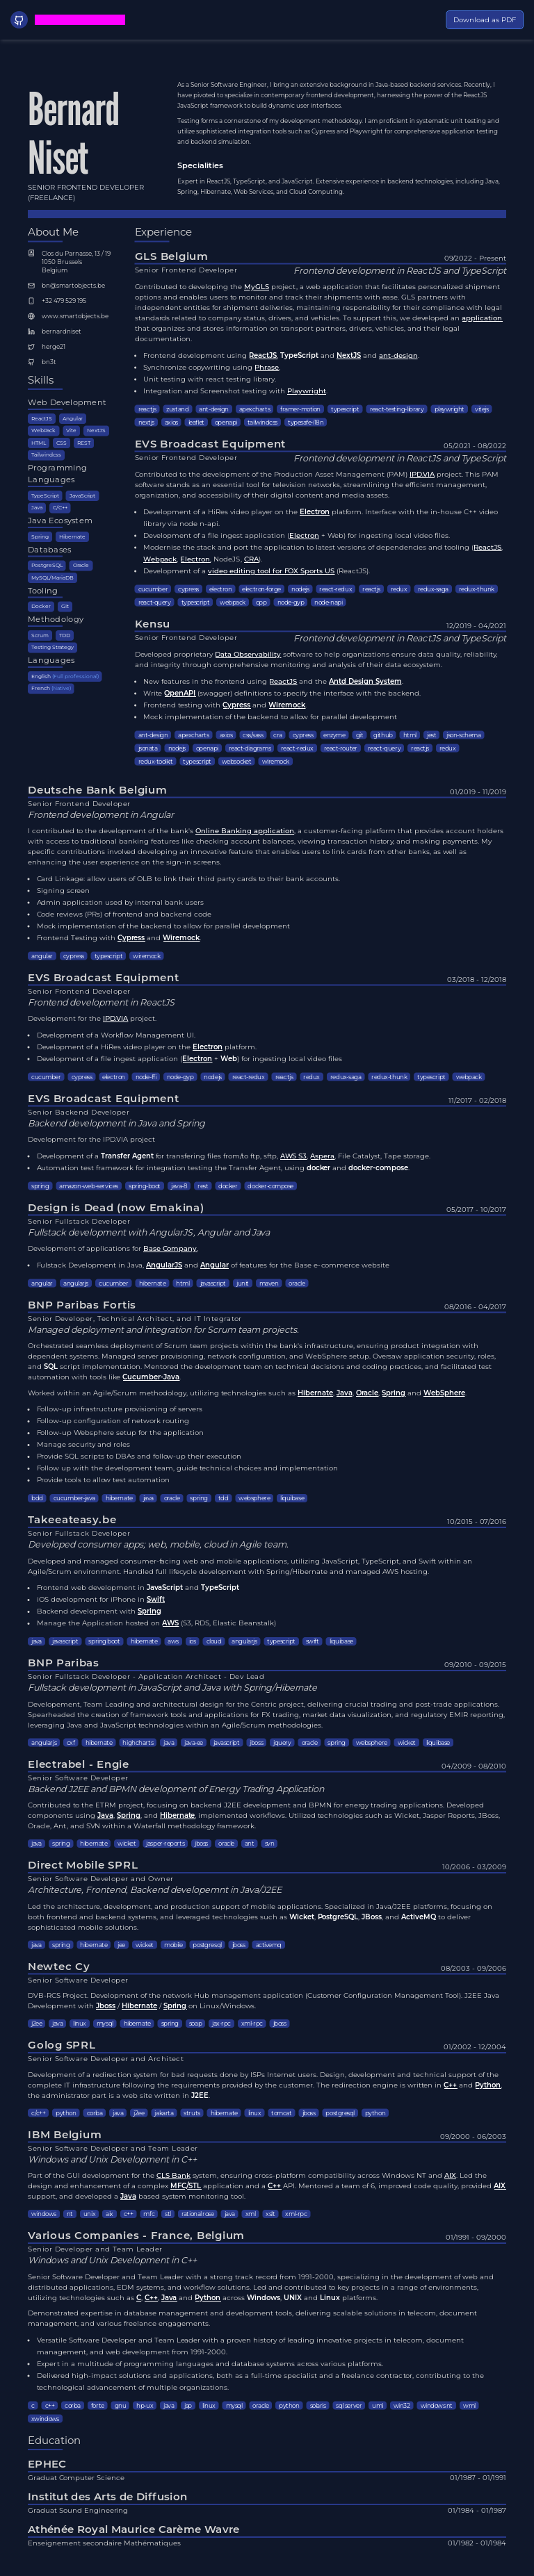 Download as PDF
Bernard
Niset
SENIOR FRONTEND DEVELOPER
(FREELANCE)
As a Senior Software Engineer, I bring an extensive background in Java-based backend services. Recently, I
have pivoted to specialize in contemporary frontend development, harnessing the power of the ReactJS
JavaScript framework to build dynamic user interfaces.
Testing forms a cornerstone of my development methodology. I am proficient in systematic unit testing and
utilize sophisticated integration tools such as Cypress and Playwright for comprehensive application testing
and backend simulation.
Specialities
Expert in ReactJS, TypeScript, and JavaScript. Extensive experience in backend technologies, including Java,
Spring, Hibernate, Web Services, and Cloud Computing.
About Me
Clos du Parnasse, 13 / 19
1050 Brussels
Belgium
bn@smartobjects.be
+32 479 529 195
www.smartobjects.be
bernardniset
herge21
bn3t
Skills
Web Development
ReactJS Angular
WebPack Vite NextJS
HTML CSS REST
Tailwindcss
Programming
Languages
TypeScript JavaScript
Java C/C++
Java Ecosystem
Spring Hibernate
Databases
PostgreSQL Oracle
MySQL/MariaDB
Tooling
Docker Git
Methodology
Scrum TDD
Testing Strategy
Languages
English (Full-professional)
French (Native)
Experience
GLS Belgium 09/2022 - Present
Senior Frontend Developer Frontend development in ReactJS and TypeScript
Contributed to developing the MyGLS project, a web application that facilitates personalized shipment
options and enables users to monitor and track their shipments with ease. GLS partners with
independent minitransporters, simultaneously maintaining responsibility for their compliance with legal
standards related to company status, drivers, and vehicles. To support this, we developed an application
that organizes and stores information on transport partners, drivers, vehicles, and their legal
documentation.
• Frontend development using ReactJS, TypeScript and NextJS and ant-design.
• Synchronize copywriting using Phrase.
• Unit testing with react testing library.
• Integration and Screenshot testing with Playwright.
reactjs zustand ant-design apexcharts framer-motion typescript react-testing-library playwright vitejs
nextjs axios leaflet openapi tailwindcss typesafe-i18n
EVS Broadcast Equipment 05/2021 - 08/2022
Senior Frontend Developer Frontend development in ReactJS and TypeScript
Contributed to the development of the Production Asset Management (PAM) IPD.VIA project. This PAM
software stands as an essential tool for television networks, streamlining the efficient management,
organization, and accessibility of their digital content and media assets.
• Development of a HiRes video player on the Electron platform. Interface with the in-house C++ video
library via node n-api.
• Development of a file ingest application (Electron + Web) for ingesting local video files.
• Modernise the stack and port the application to latest versions of dependencies and tooling (ReactJS,
Webpack, Electron, NodeJS, CRA).
• Development of a video editing tool for FOX Sports US (ReactJS).
cucumber cypress electron electron-forge nodejs react-redux reactjs redux redux-saga redux-thunk
react-query typescript webpack cpp node-gyp node-napi
Kensu 12/2019 - 04/2021
Senior Frontend Developer Frontend development in ReactJS and TypeScript
Developed proprietary Data Observability software to help organizations ensure data quality, reliability,
and integrity through comprehensive monitoring and analysis of their data ecosystem.
• New features in the frontend using ReactJS and the Antd Design System.
• Write OpenAPI (swagger) definitions to specify the interface with the backend.
• Frontend testing with Cypress and Wiremock.
• Mock implementation of the backend to allow for parallel development
ant-design apexcharts axios css/sass cra cypress enzyme git github html jest json-schema
jsonata nodejs openapi react-diagrams react-redux react-router react-query reactjs redux
redux-toolkit typescript websocket wiremock
Deutsche Bank Belgium 01/2019 - 11/2019
Senior Frontend Developer
Frontend development in Angular
I contributed to the development of the bank's Online Banking application, a customer-facing platform that provides account holders
with access to traditional banking features like checking account balances, viewing transaction history, and making payments. My
specific contributions involved developing an innovative feature that enables users to link cards from other banks, as well as
enhancing the user experience on the sign-in screens.
• Card Linkage: allow users of OLB to link their third party cards to their bank accounts.
• Signing screen
• Admin application used by internal bank users
• Code reviews (PRs) of frontend and backend code
• Mock implementation of the backend to allow for parallel development
• Frontend Testing with Cypress and Wiremock.
angular cypress typescript wiremock
EVS Broadcast Equipment 03/2018 - 12/2018
Senior Frontend Developer
Frontend development in ReactJS
Development for the IPD.VIA project.
• Development of a Workflow Management UI.
• Development of a HiRes video player on the Electron platform.
• Development of a file ingest application (Electron + Web) for ingesting local video files
cucumber cypress electron node-ffi node-gyp nodejs react-redux reactjs redux redux-saga redux-thunk typescript webpack
EVS Broadcast Equipment 11/2017 - 02/2018
Senior Backend Developer
Backend development in Java and Spring
Development for the IPD.VIA project
• Development of a Transfer Agent for transfering files from/to ftp, sftp, AWS S3, Aspera, File Catalyst, Tape storage.
• Automation test framework for integration testing the Transfer Agent, using docker and docker-compose.
spring amazon-web-services spring-boot java-8 rest docker docker-compose
Design is Dead (now Emakina) 05/2017 - 10/2017
Senior Fullstack Developer
Fullstack development with AngularJS, Angular and Java
Development of applications for Base Company.
• Fulstack Development in Java, AngularJS and Angular of features for the Base e-commerce website
angular angularjs cucumber hibernate html javascript junit maven oracle
BNP Paribas Fortis 08/2016 - 04/2017
Senior Developer, Technical Architect, and IT Integrator
Managed deployment and integration for Scrum team projects.
Orchestrated seamless deployment of Scrum team projects within the bank's infrastructure, ensuring product integration with
dependent systems. Managed server provisioning, network configuration, and WebSphere setup. Oversaw application security, roles,
and SQL script implementation. Mentored the development team on technical decisions and coding practices, and facilitated test
automation with tools like Cucumber-Java.
Worked within an Agile/Scrum methodology, utilizing technologies such as Hibernate, Java, Oracle, Spring and WebSphere.
• Follow-up infrastructure provisioning of servers
• Follow-up configuration of network routing
• Follow-up Websphere setup for the application
• Manage security and roles
• Provide SQL scripts to DBAs and follow-up their execution
• Follow up with the development team, guide technical choices and implementation
• Provide tools to allow test automation
bdd cucumber-java hibernate java oracle spring tdd websphere liquibase
Takeeateasy.be 10/2015 - 07/2016
Senior Fullstack Developer
Developed consumer apps; web, mobile, cloud in Agile team.
Developed and managed consumer-facing web and mobile applications, utilizing JavaScript, TypeScript, and Swift within an
Agile/Scrum environment. Handled full lifecycle development with Spring/Hibernate and managed AWS hosting.
• Frontend web development in JavaScript and TypeScript
• iOS development for iPhone in Swift
• Backend development with Spring
• Manage the Application hosted on AWS (S3, RDS, Elastic Beanstalk)
java javascript spring boot hibernate aws ios cloud angularjs typescript swift liquibase
BNP Paribas 09/2010 - 09/2015
Senior Fullstack Developer - Application Architect - Dev Lead
Fullstack development in JavaScript and Java with Spring/Hibernate
Developement, Team Leading and architectural design for the Centric project, delivering crucial trading and post-trade applications.
Spearheaded the creation of framework tools and applications for FX trading, market data visualization, and regulatory EMIR reporting,
leveraging Java and JavaScript technologies within an Agile/Scrum methodologies.
angularjs cxf hibernate highcharts java java-ee javascript jboss jquery oracle spring websphere wicket liquibase
Electrabel - Engie 04/2009 - 08/2010
Senior Software Developer
Backend J2EE and BPMN development of Energy Trading Application
Contributed to the ETRM project, focusing on backend J2EE development and BPMN for energy trading applications. Developed
components using Java, Spring, and Hibernate, implemented workflows. Utilized technologies such as Wicket, Jasper Reports, JBoss,
Oracle, Ant, and SVN within a Waterfall methodology framework.
java spring hibernate wicket jasper-reports jboss oracle ant svn
Direct Mobile SPRL 10/2006 - 03/2009
Senior Software Developer and Owner
Architecture, Frontend, Backend developemnt in Java/J2EE
Led the architecture, development, and production support of mobile applications. Specialized in Java/J2EE platforms, focusing on
both frontend and backend systems, and leveraged technologies such as Wicket, PostgreSQL, JBoss, and ActiveMQ to deliver
sophisticated mobile solutions.
java spring hibernate jee wicket mobile postgresql jboss activemq
Newtec Cy 08/2003 - 09/2006
Senior Software Developer
DVB-RCS Project. Development of the network Hub management application (Customer Configuration Management Tool). J2EE Java
Development with Jboss / Hibernate / Spring on Linux/Windows.
j2ee java linux mysql hibernate spring soap jax-rpc xml-rpc jboss
Golog SPRL 01/2002 - 12/2004
Senior Software Developer and Architect
Development of a redirection system for bad requests done by ISPs Internet users. Design, development and technical support of the
complete IT infrastructure following the requirements provided by the customer. The redirection engine is written in C++ and Python,
the administrator part is a web site written in J2EE.
c/c++ python corba java j2ee jakarta struts hibernate linux tomcat jboss postgresql python
IBM Belgium 09/2000 - 06/2003
Senior Software Developer and Team Leader
Windows and Unix Development in C++
Part of the GUI development for the CLS Bank system, ensuring cross-platform compatibility across Windows NT and AIX. Led the
design and enhancement of a complex MFC/STL application and a C++ API. Mentored a team of 6, improved code quality, provided AIX
support, and developed a Java based system monitoring tool.
windows nt unix aix c++ mfc stl rational rose java xml xslt xml-rpc
Various Companies - France, Belgium 01/1991 - 09/2000
Senior Developer and Team Leader
Windows and Unix Development in C++
Senior Software Developer and Team Leader with a strong track record from 1991-2000, specializing in the development of web and
distributed applications, EDM systems, and workflow solutions. Led and contributed to key projects in a range of environments,
utilizing technologies such as C, C++, Java and Python across Windows, UNIX and Linux platforms.
Demonstrated expertise in database management and development tools, delivering scalable solutions in telecom, document
management, and various freelance engagements.
• Versatile Software Developer and Team Leader with a proven history of leading innovative projects in telecom, document
management, and web development from 1991-2000.
• Expert in a multitude of programming languages and database systems across various platforms.
• Delivered high-impact solutions and applications, both as a full-time specialist and a freelance contractor, contributing to the
technological advancement of multiple organizations.
c c++ corba forte gnu hp-ux java jsp linux mysql oracle python solaris sqlserver uml win32 windows nt wml
xwindows
Education
EPHEC
Graduat Computer Science 01/1987 - 01/1991
Institut des Arts de Diffusion
Graduat Sound Engineering 01/1984 - 01/1987
Athénée Royal Maurice Carème Wavre
Enseignement secondaire Mathématiques 01/1982 - 01/1984